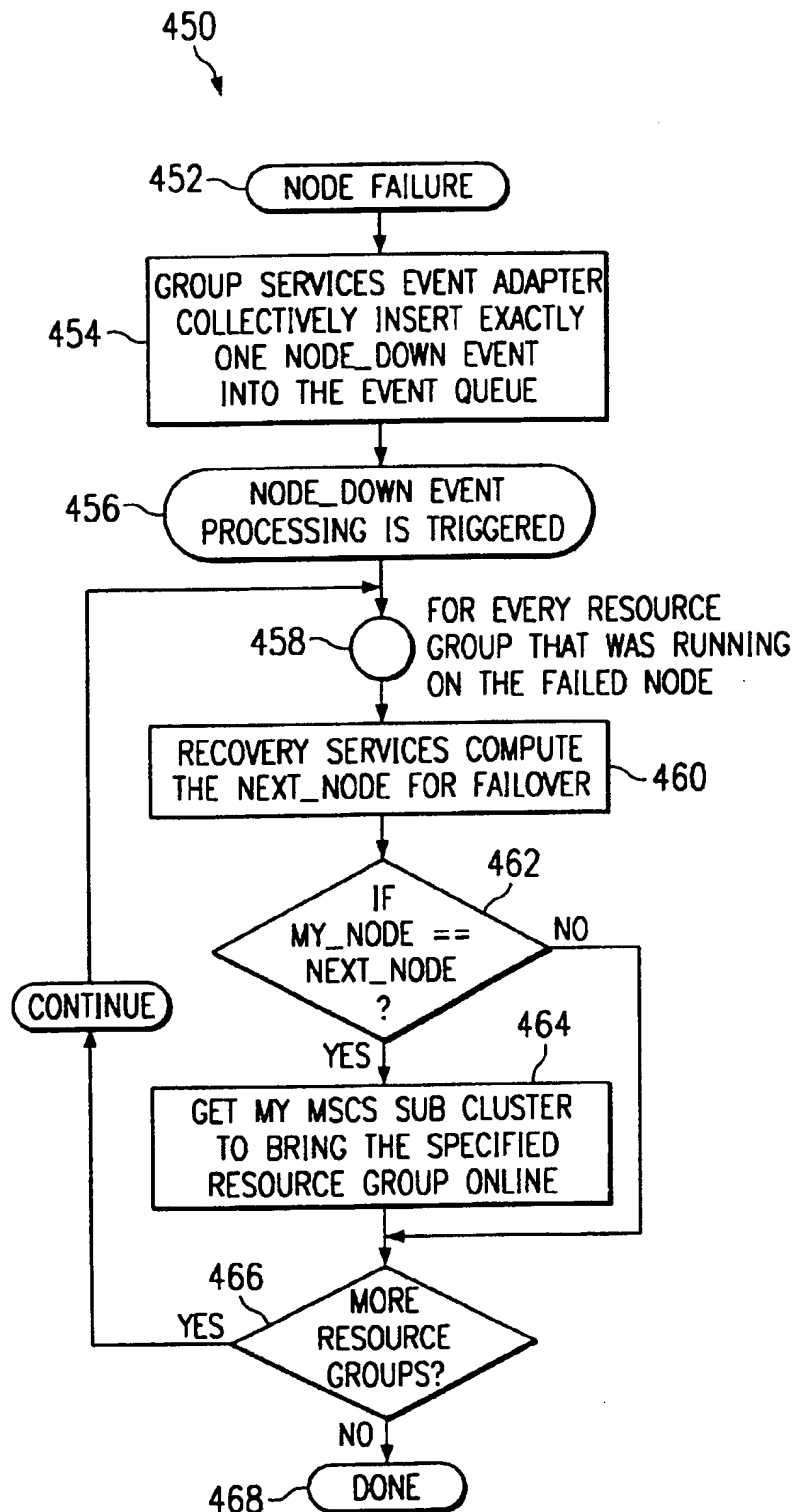 450
452
NODE FAILURE
454
GROUP SERVICES EVENT ADAPTER
COLLECTIVELY INSERT EXACTLY
ONE NODE_DOWN EVENT
INTO THE EVENT QUEUE
456
NODE_DOWN EVENT
PROCESSING IS TRIGGERED
458
FOR EVERY RESOURCE
GROUP THAT WAS RUNNING
ON THE FAILED NODE
RECOVERY SERVICES COMPUTE
THE NEXT_NODE FOR FAILOVER
460
462
IF
MY_NODE ==
NEXT_NODE
?
NO
CONTINUE
YES
464
GET MY MSCS SUB CLUSTER
TO BRING THE SPECIFIED
RESOURCE GROUP ONLINE
466
YES
MORE
RESOURCE
GROUPS?
NO
468
DONE